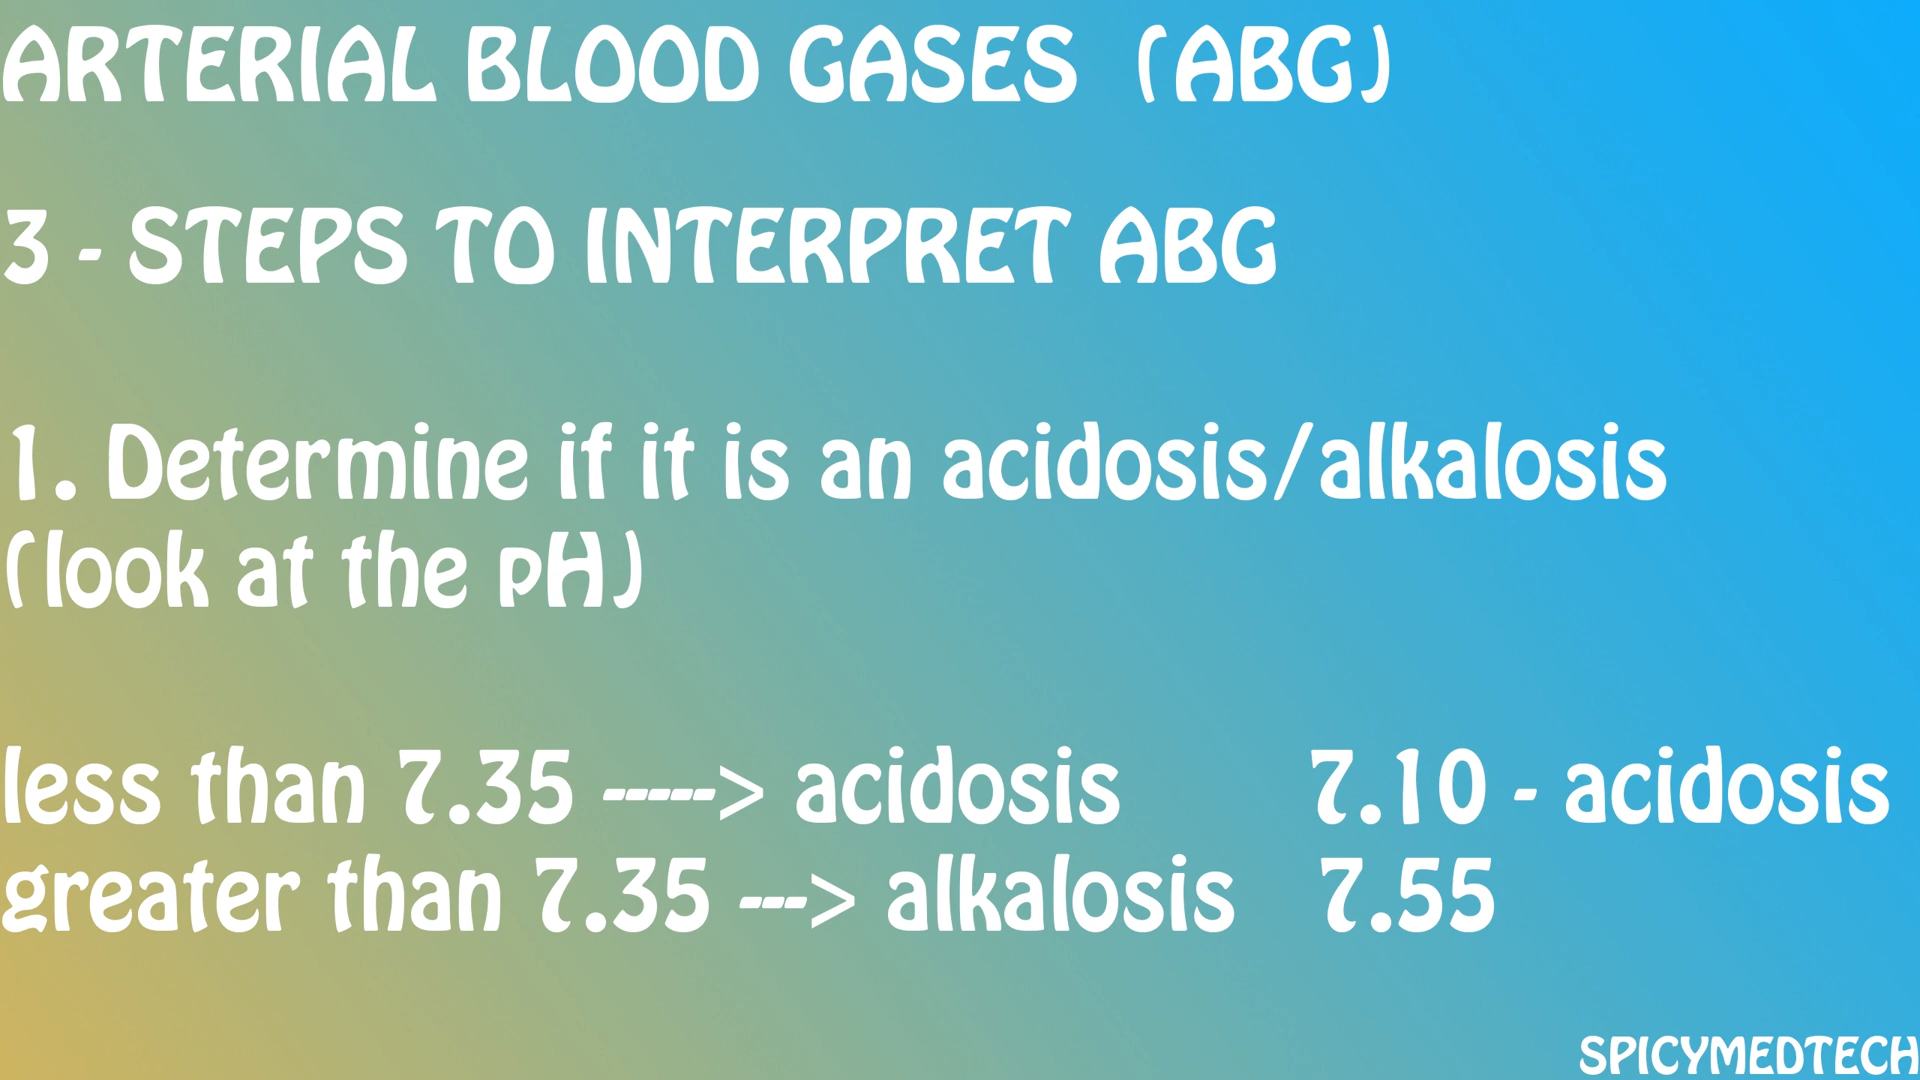 ARTERIAL BLOOD GASES (ABG)
3 - STEPS TO INTERPRET ABG
1. Determine if it is an acidosis/alkalosis
(look at the pH)
less than 7.35 -----> acidosis 7.10 - acidosis
greater than 7.35 ---> alkalosis 7.55
SPICYMEDTECH